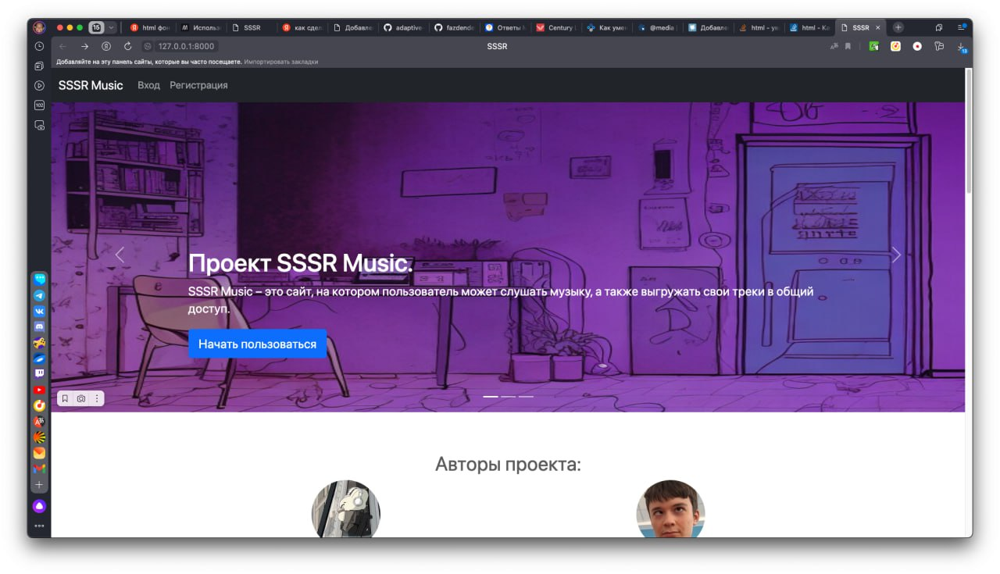 15
html фон
Использ
SSSR
как сдел
Добавле
adaptive-
fazdende
Ответы М
Century
Как умен
@media
Добавле
html - ув
html - Ка
SSSR
127.0.0.1:8000
SSSR
13
Добавляйте на эту панель сайты, которые вы часто посещаете. Импортировать закладки
102
SSSR Music Вход Регистрация
Проект SSSR Music.
SSSR Music – это сайт, на котором пользователь может слушать музыку, а также выгружать свои треки в общий
доступ.
Начать пользоваться
Авторы проекта: